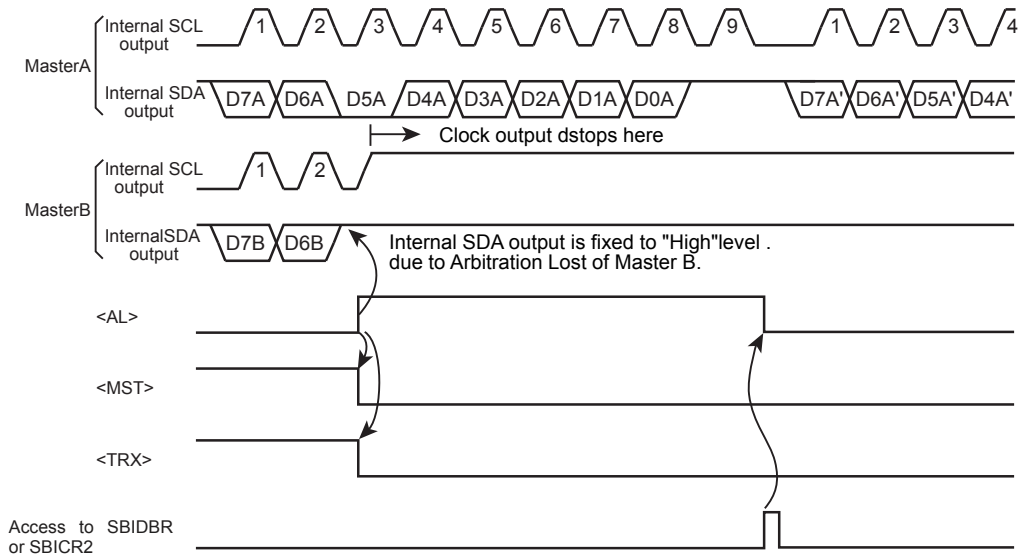 Internal SCL
output
1 2 3 4 5 6 7 8 9 1 2 3 4
MasterA
Internal SDA
output
D7A D6A D5A D4A D3A D2A D1A D0A D7A' D6A' D5A' D4A'
Clock output dstops here
Internal SCL
output
1 2
MasterB
InternalSDA
output
D7B D6B
Internal SDA output is fixed to "High"level .
due to Arbitration Lost of Master B.
<AL>
<MST>
<TRX>
Access to SBIDBR
or SBICR2